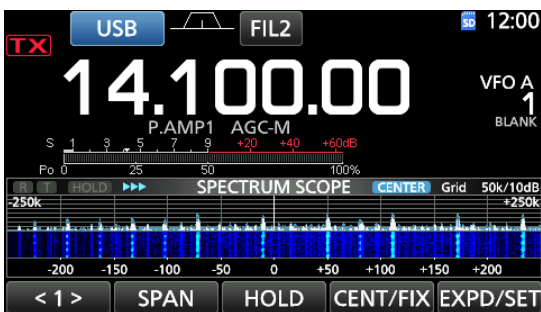 USB FIL2 SD 12:00
TX
14.100.00
VFO A
1
P.AMP1 AGC-M BLANK
S 1 3 5 7 9 +20 +40 +60dB
Po 0 25 50 100%
R T HOLD SPECTRUM SCOPE CENTER Grid 50k/10dB
-250k +250k
-200 -150 -100 -50 0 +50 +100 +150 +200
< 1 > SPAN HOLD CENT/FIX EXPD/SET